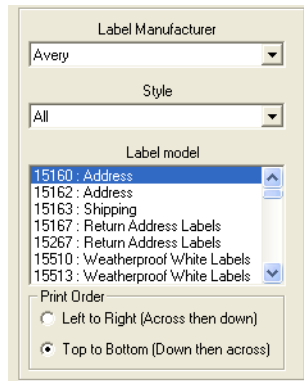 Label Manufacturer
Avery
Style
All
Label model
15160 : Address
15162 : Address
15163 : Shipping
15167 : Return Address Labels
15267 : Return Address Labels
15510 : Weatherproof White Labels
15513 : Weatherproof White Labels
Print Order
Left to Right (Across then down)
Top to Bottom (Down then across)